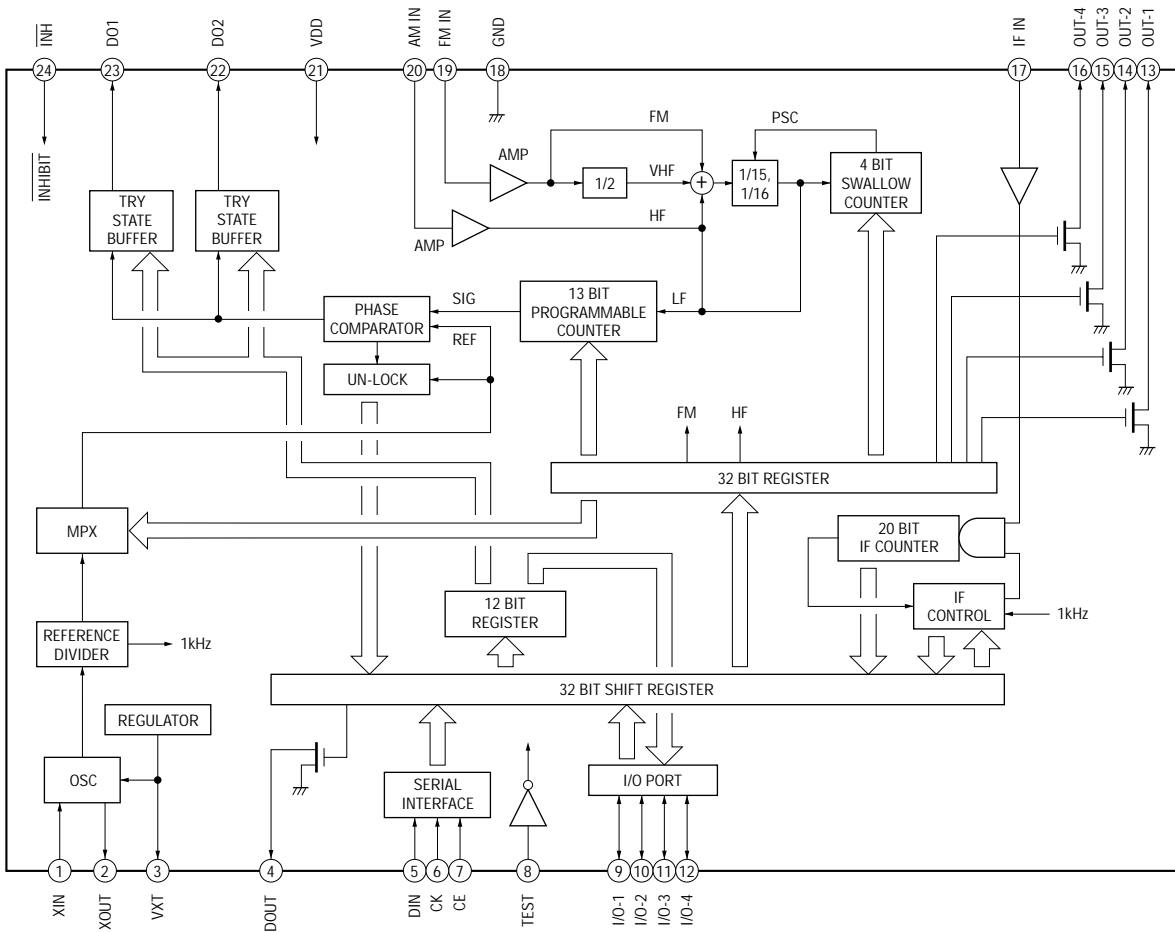 INH
DO1
DO2
VDD
AM IN
FM IN
GND
IF IN
OUT-4
OUT-3
OUT-2
OUT-1
24
23
22
21
20
19
18
17
16
15
14
13
INHIBIT
FM
PSC
AMP
1/2
VHF
+
1/15,
1/16
4 BIT
SWALLOW
COUNTER
TRY
STATE
BUFFER
TRY
STATE
BUFFER
AMP
HF
SIG
13 BIT
PROGRAMMABLE
COUNTER
LF
PHASE
COMPARATOR
REF
UN-LOCK
FM
HF
32 BIT REGISTER
MPX
20 BIT
IF COUNTER
12 BIT
REGISTER
IF
CONTROL
1kHz
REFERENCE
DIVIDER
1kHz
32 BIT SHIFT REGISTER
REGULATOR
OSC
SERIAL
INTERFACE
I/O PORT
1
2
3
4
5
6
7
8
9
10
11
12
XIN
XOUT
VXT
DOUT
DIN
CK
CE
TEST
I/O-1
I/O-2
I/O-3
I/O-4